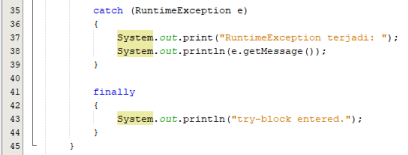 35 catch (RuntimeException e)
36 {
37 System.out.print("RuntimeException terjadi: ");
38 System.out.println(e.getMessage());
39 }
40
41 finally
42 {
43 System.out.println("try-block entered.");
44 }
45 }